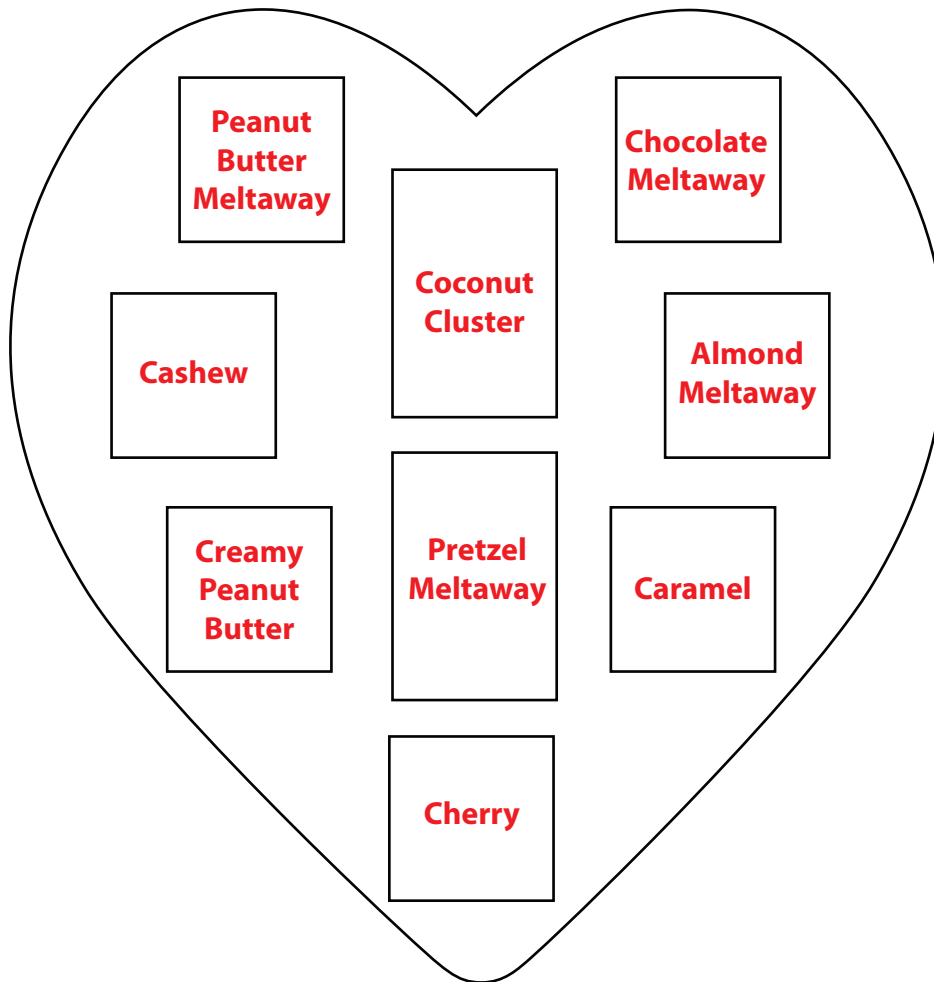 Peanut
Butter
Meltaway
Chocolate
Meltaway
Coconut
Cluster
Cashew
Almond
Meltaway
Creamy
Peanut
Butter
Pretzel
Meltaway
Caramel
Cherry